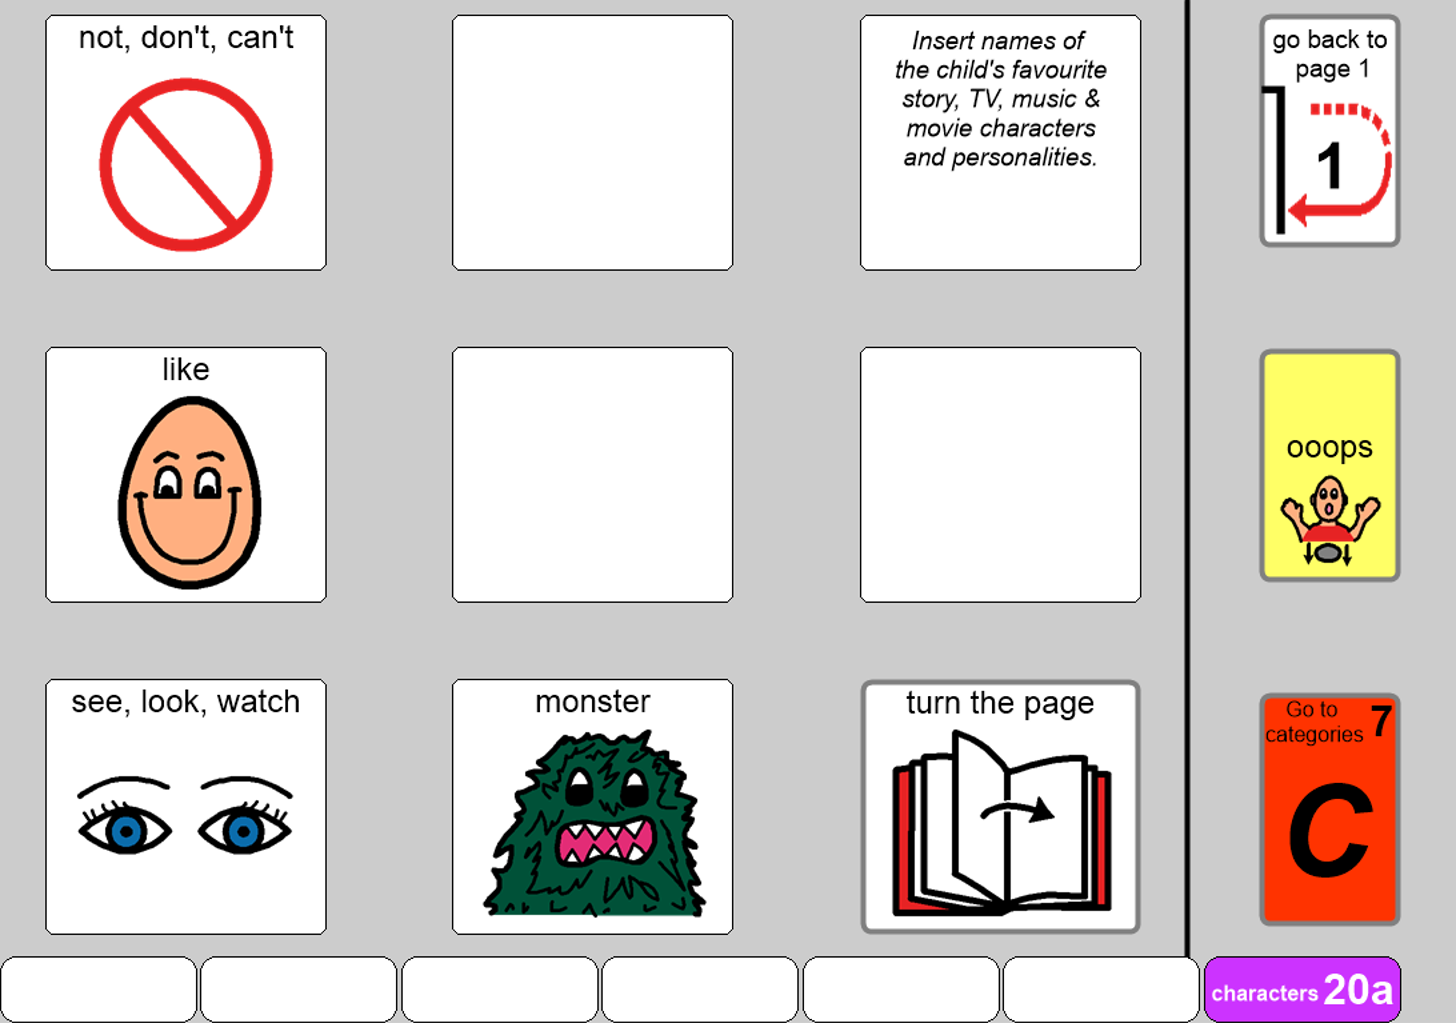 not, don't, can't
Insert names of
the child's favourite
story, TV, music &
movie characters
and personalities.
go back to
page 1
1
like
ooops
see, look, watch
monster
turn the page
Go to
categories 7
C
characters 20a